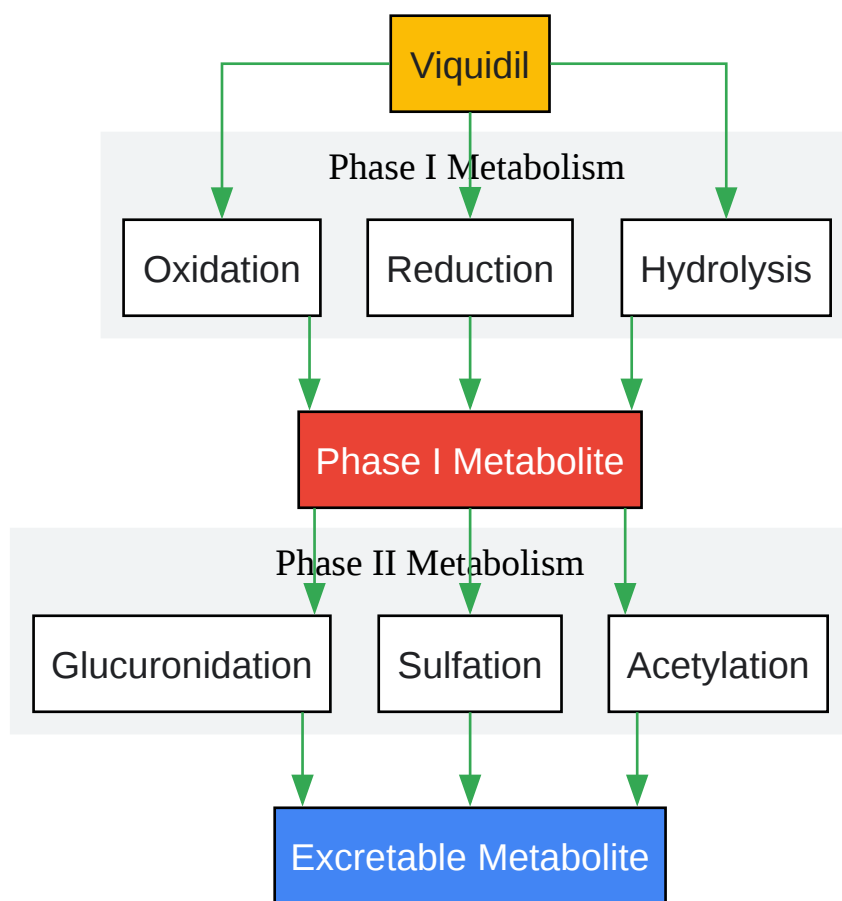 Viquidil
Phase I Metabolism
Oxidation
Reduction
Hydrolysis
Phase I Metabolite
Phase II Metabolism
Glucuronidation
Sulfation
Acetylation
Excretable Metabolite